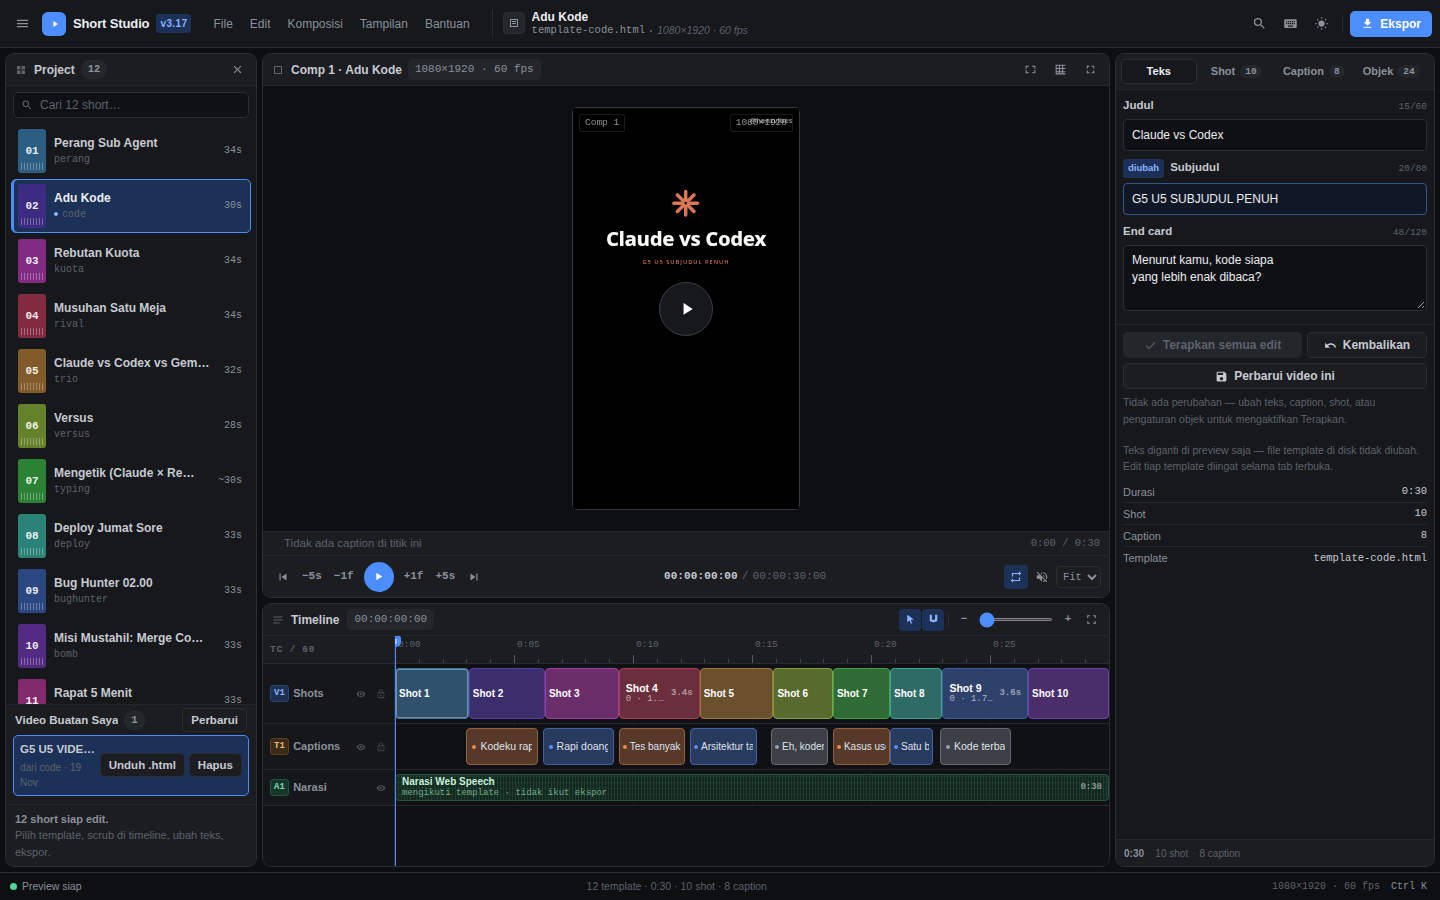 Short Studio v3.17 File Edit Komposisi Tampilan Bantuan
Adu Kode
template-code.html · 1080×1920 · 60 fps
Ekspor
Project 12
Cari 12 short…
01 Perang Sub Agent 34s
perang
02 Adu Kode 30s
code
03 Rebutan Kuota 34s
kuota
04 Musuhan Satu Meja 34s
rival
05 Claude vs Codex vs Gem… 32s
trio
06 Versus 28s
versus
07 Mengetik (Claude × Re… ~30s
typing
08 Deploy Jumat Sore 33s
deploy
09 Bug Hunter 02.00 33s
bughunter
10 Misi Mustahil: Merge Co… 33s
bomb
11 Rapat 5 Menit 33s
Video Buatan Saya 1 Perbarui
G5 U5 VIDE…
dari code · 19 Nov
Unduh .html Hapus
12 short siap edit.
Pilih template, scrub di timeline, ubah teks,
ekspor.
Comp 1 · Adu Kode 1080×1920 · 60 fps
Comp 1 1080×1920
Claude vs Codex
G5 U5 SUBJUDUL PENUH
Tidak ada caption di titik ini 0:00 / 0:30
−5s −1f +1f +5s 00:00:00:00 / 00:00:30:00 Fit
Timeline 00:00:00:00 − +
TC / 60 0:00 0:05 0:10 0:15 0:20 0:25
V1 Shots Shot 1 Shot 2 Shot 3 Shot 4 3.4s Shot 5 Shot 6 Shot 7 Shot 8 Shot 9 3.6s Shot 10
0 · 1.… 0 · 1.7…
T1 Captions Kodeku rap Rapi doang Tes banyak Arsitektur ta Eh, koden Kasus us Satu b Kode terba
A1 Narasi Narasi Web Speech 0:30
mengikuti template · tidak ikut ekspor
Teks Shot 10 Caption 8 Objek 24
Judul 15/60
Claude vs Codex
diubah Subjudul 20/80
G5 U5 SUBJUDUL PENUH
End card 48/120
Menurut kamu, kode siapa
yang lebih enak dibaca?
Terapkan semua edit Kembalikan
Perbarui video ini
Tidak ada perubahan — ubah teks, caption, shot, atau
pengaturan objek untuk mengaktifkan Terapkan.
Teks diganti di preview saja — file template di disk tidak diubah.
Edit tiap template diingat selama tab terbuka.
Durasi 0:30
Shot 10
Caption 8
Template template-code.html
0:30 · 10 shot · 8 caption
Preview siap 12 template · 0:30 · 10 shot · 8 caption 1080×1920 · 60 fps Ctrl K